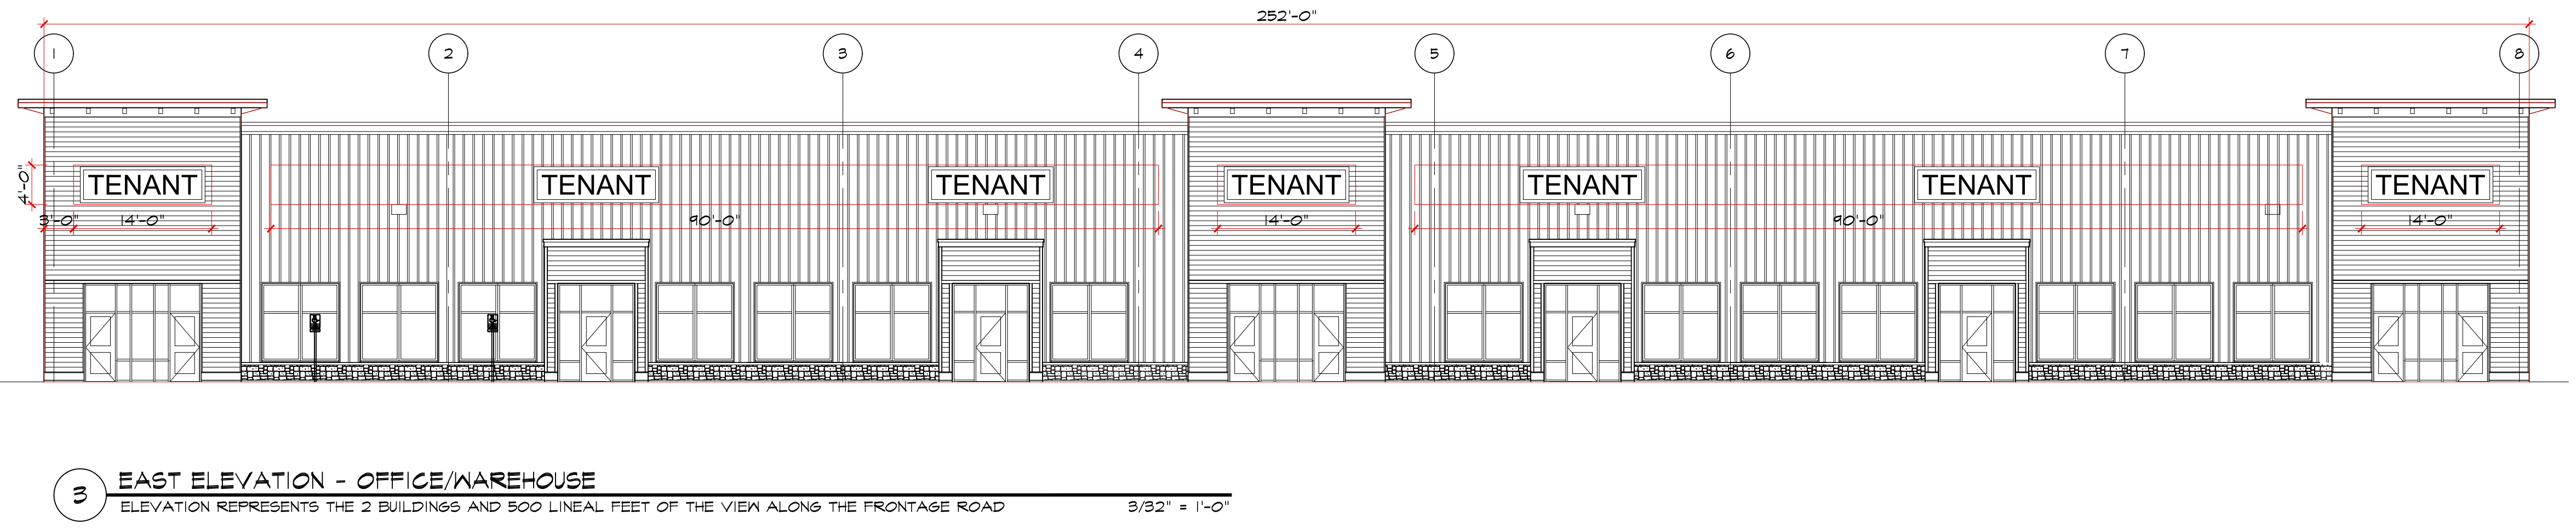 252'-0"
1 2 3 4 5 6 7 8
TENANT TENANT TENANT TENANT TENANT TENANT TENANT
4'-0"
3'-0" 14'-0" 90'-0" 14'-0" 90'-0" 14'-0"
3 EAST ELEVATION - OFFICE/WAREHOUSE
ELEVATION REPRESENTS THE 2 BUILDINGS AND 500 LINEAL FEET OF THE VIEW ALONG THE FRONTAGE ROAD 3/32" = 1'-0"